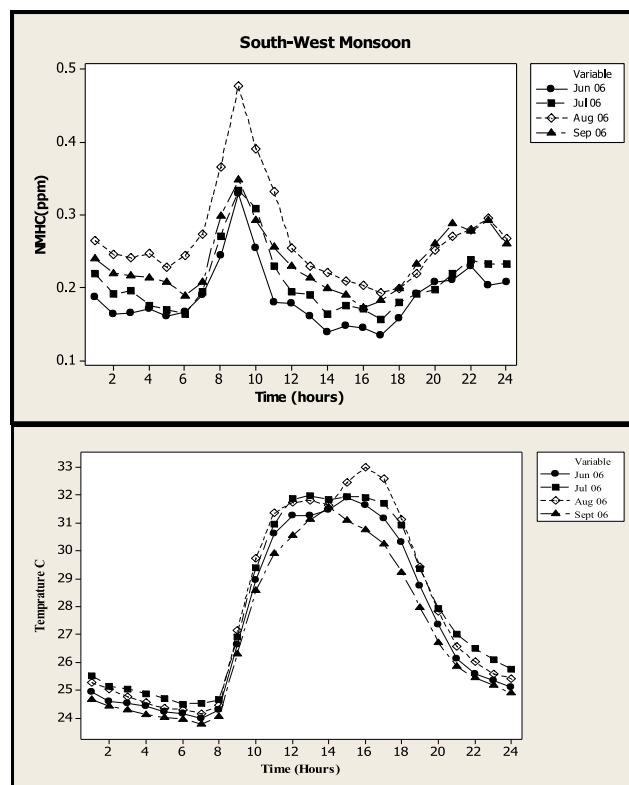 South-West Monsoon
NMHC(ppm)
0.5
0.4
0.3
0.2
0.1
2 4 6 8 10 12 14 16 18 20 22 24
Time (hours)
Variable
Jun 06
Jul 06
Aug 06
Sep 06
Temprature C
33
32
31
30
29
28
27
26
25
24
2 4 6 8 10 12 14 16 18 20 22 24
Time (Hours)
Variable
Jun 06
Jul 06
Aug 06
Sept 06